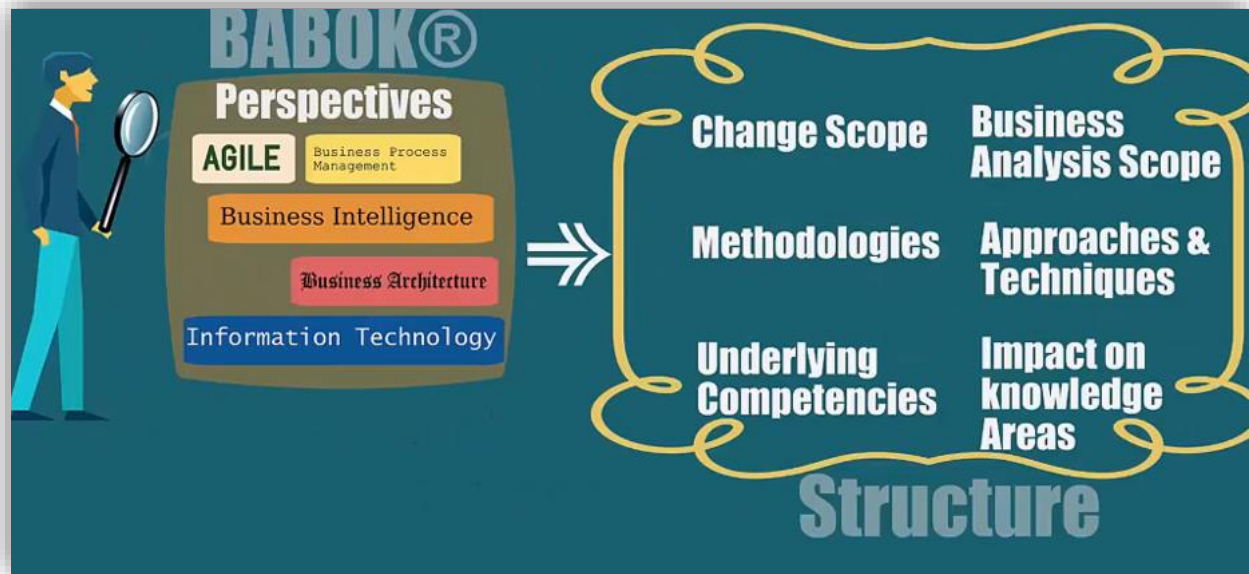 BABOK®
Perspectives
AGILE
Business Process
Management
Business Intelligence
Business Architecture
Information Technology
Change Scope
Business
Analysis Scope
Methodologies
Approaches &
Techniques
Underlying
Competencies
Impact on
knowledge
Areas
Structure